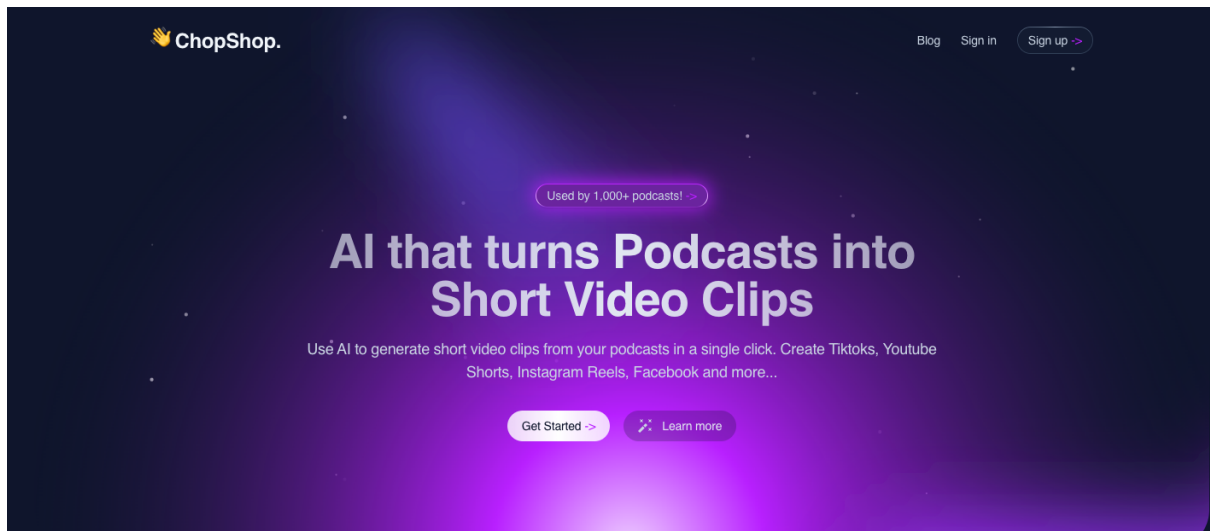 👋 ChopShop.
Blog
Sign in
Sign up ->
Used by 1,000+ podcasts! ->
AI that turns Podcasts into
Short Video Clips
Use AI to generate short video clips from your podcasts in a single click. Create Tiktoks, Youtube
Shorts, Instagram Reels, Facebook and more...
Get Started ->
Learn more